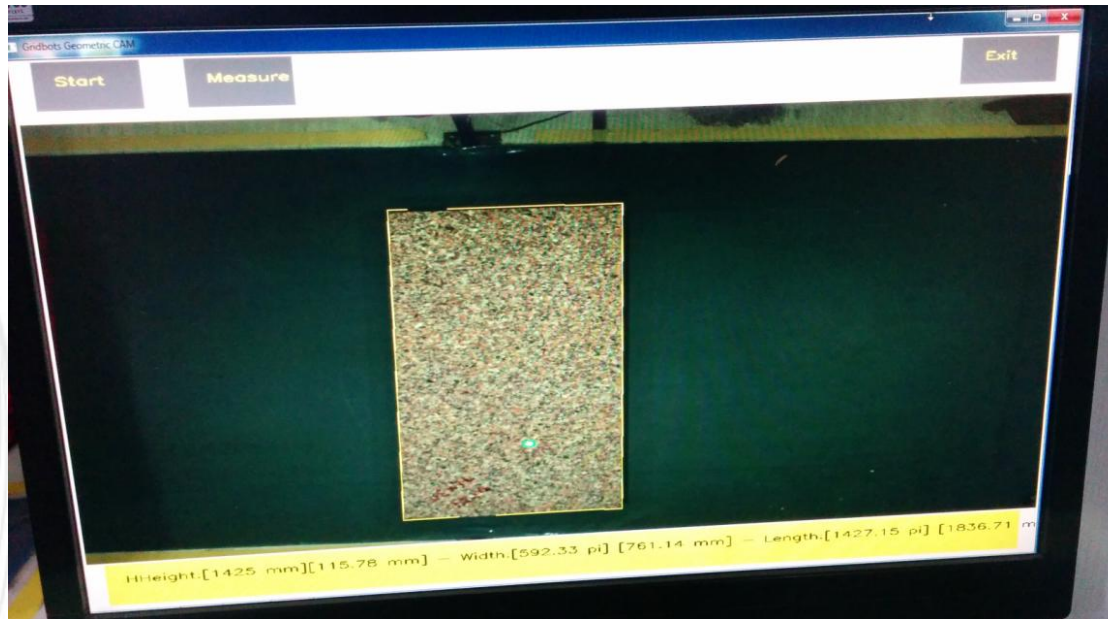 Gridbots Geometric CAM
Start
Measure
Exit
HHeight:[1425 mm][115.78 mm] — Width:[592.33 pi] [761.14 mm] — Length:[1427.15 pi] [1836.71 m